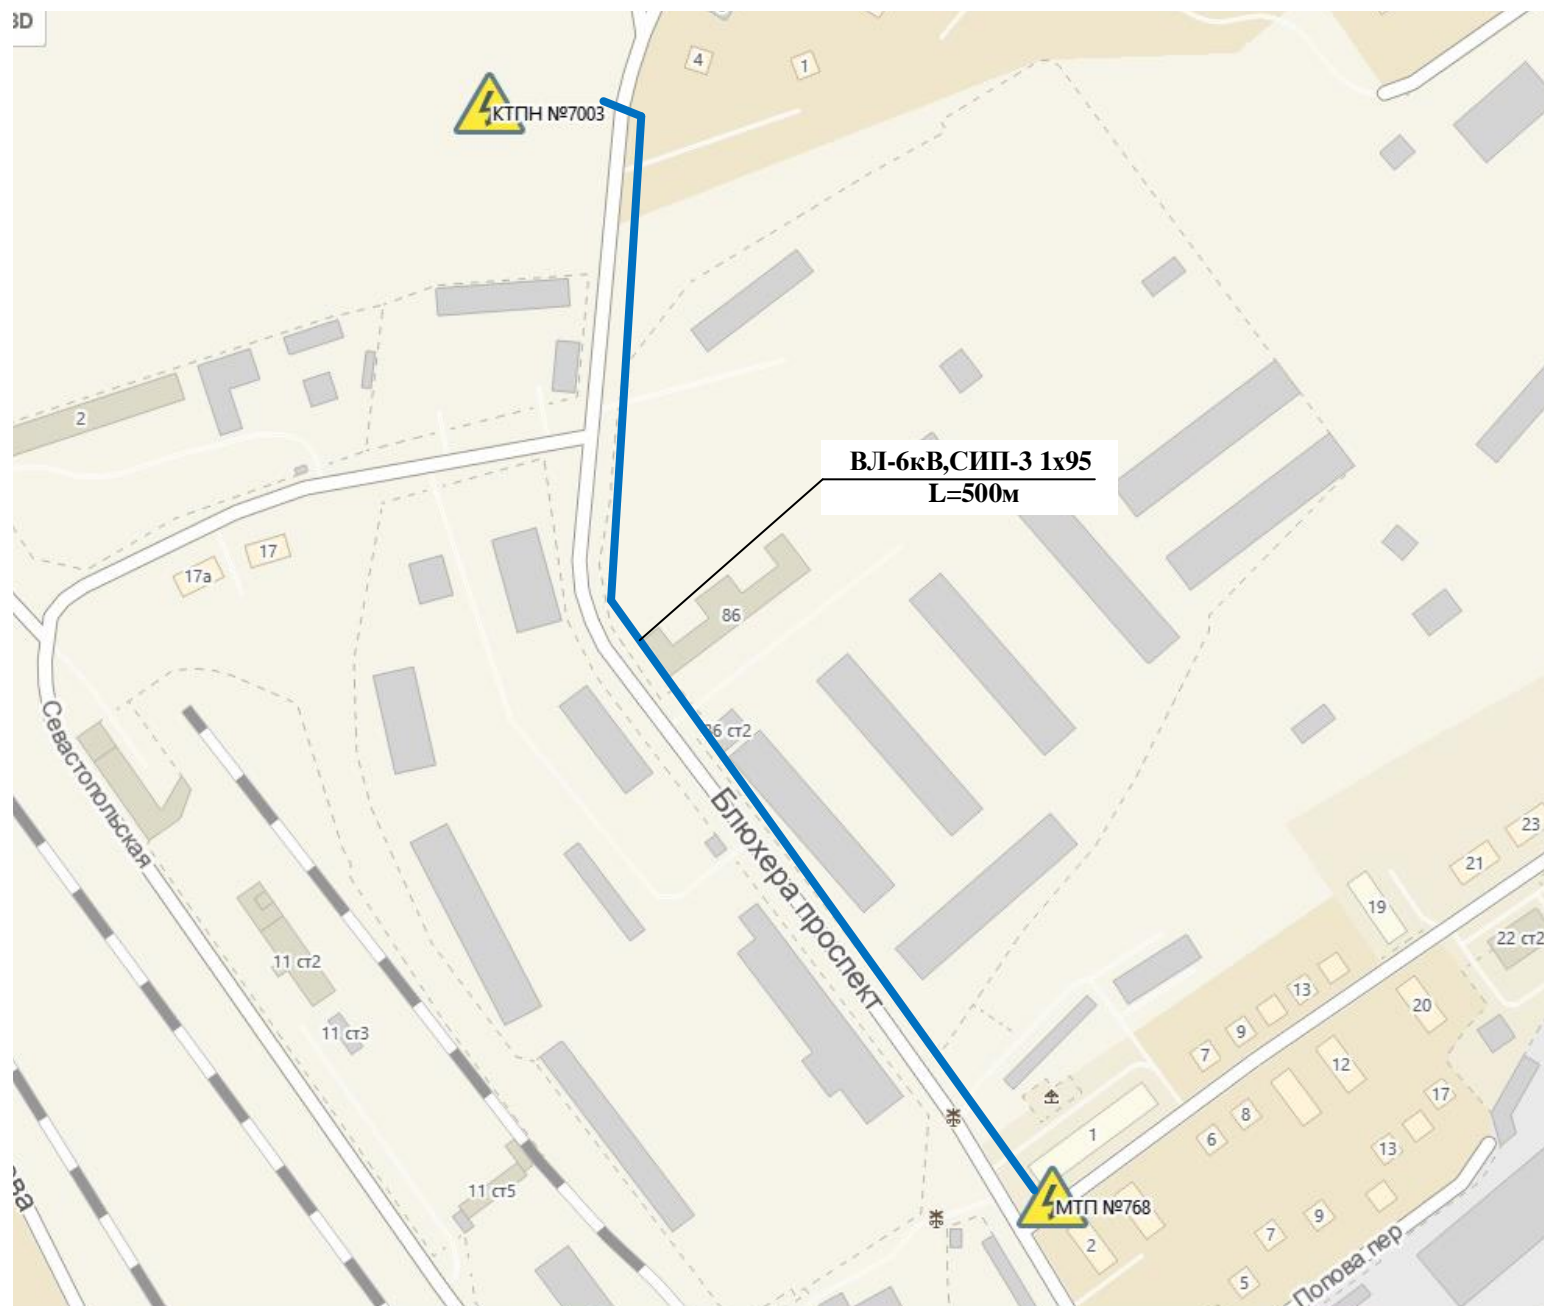 3D
4
1
КТПН №7003
2
ВЛ-6кВ,СИП-3 1х95
L=500м
17
17а
86
86 ст2
Севастопольская
Блюхера проспект
23
21
19
22 ст2
11 ст2
13
20
11 ст3
9
7
12
17
8
6
1
13
11 ст5
МТП №768
9
7
2
5
Попова пер
ова